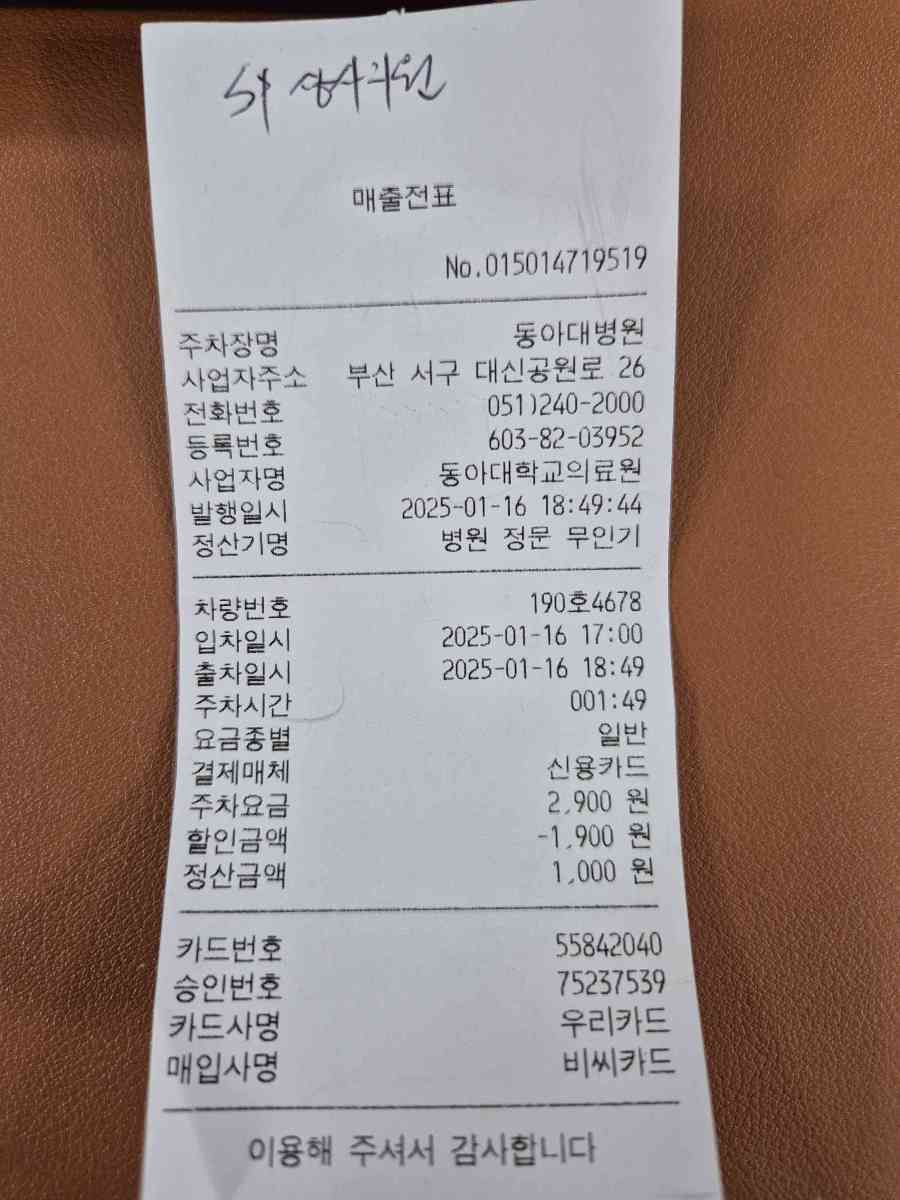 매출전표
No.015014719519
주차장명 동아대병원
사업자주소 부산 서구 대신공원로 26
전화번호 051)240-2000
등록번호 603-82-03952
사업자명 동아대학교의료원
발행일시 2025-01-16 18:49:44
정산기명 병원 정문 무인기
차량번호 190호4678
입차일시 2025-01-16 17:00
출차일시 2025-01-16 18:49
주차시간 001:49
요금종별 일반
결제매체 신용카드
주차요금 2,900 원
할인금액 -1,900 원
정산금액 1,000 원
카드번호 55842040
승인번호 75237539
카드사명 우리카드
매입사명 비씨카드
이용해 주셔서 감사합니다